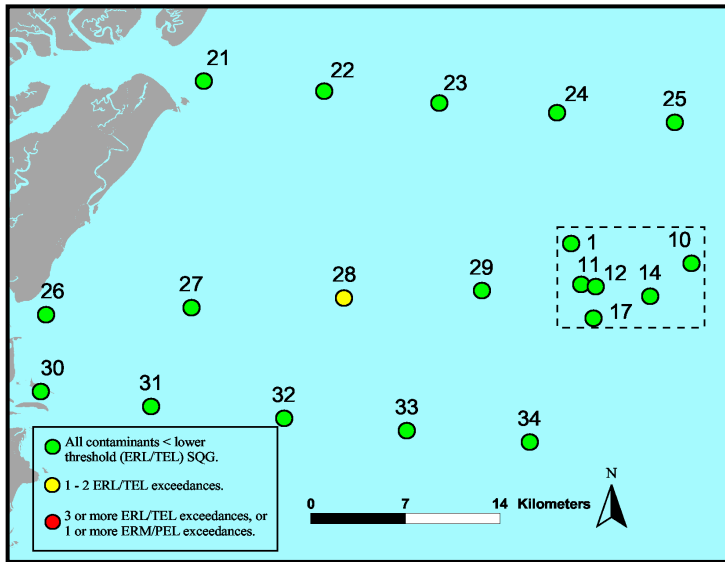 21
22
23
24
25
1
10
11
12
14
17
26
27
28
29
30
31
32
33
34
All contaminants < lower
threshold (ERL/TEL) SQG.
1 - 2 ERL/TEL exceedances.
3 or more ERL/TEL exceedances, or
1 or more ERM/PEL exceedances.
0 7 14 Kilometers
N